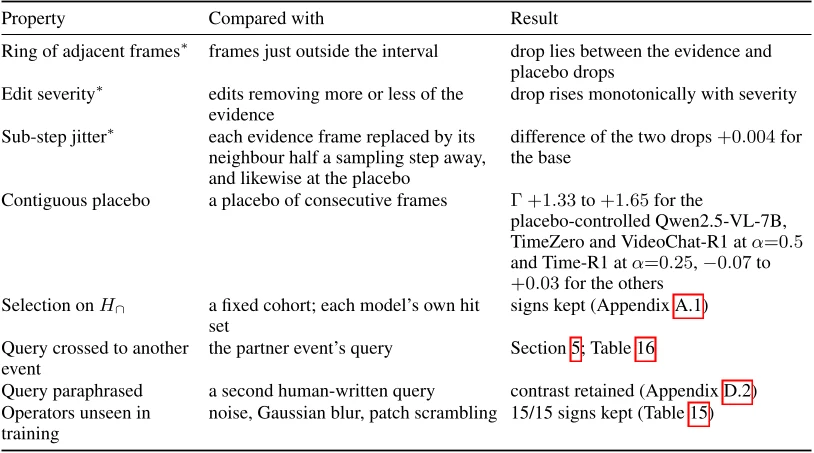 Property Compared with Result
Ring of adjacent frames* frames just outside the interval drop lies between the evidence and
placebo drops
Edit severity* edits removing more or less of the drop rises monotonically with severity
evidence
Sub-step jitter* each evidence frame replaced by its difference of the two drops +0.004 for
neighbour half a sampling step away, the base
and likewise at the placebo
Contiguous placebo a placebo of consecutive frames Γ +1.33 to +1.65 for the
placebo-controlled Qwen2.5-VL-7B,
TimeZero and VideoChat-R1 at α=0.5
and Time-R1 at α=0.25, −0.07 to
+0.03 for the others
Selection on H∩ a fixed cohort; each model's own hit signs kept (Appendix A.1)
set
Query crossed to another the partner event's query Section 5; Table 16
event
Query paraphrased a second human-written query contrast retained (Appendix D.2)
Operators unseen in noise, Gaussian blur, patch scrambling 15/15 signs kept (Table 15)
training